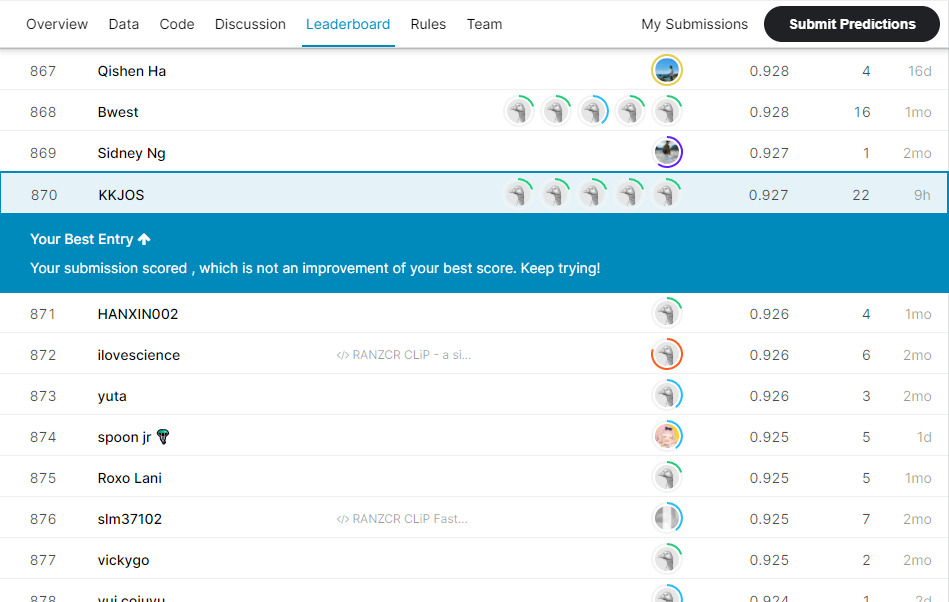 Overview Data Code Discussion Leaderboard Rules Team My Submissions Submit Predictions
867 Qishen Ha 0.928 4 16d
868 Bwest 0.928 16 1mo
869 Sidney Ng 0.927 1 2mo
870 KKJOS 0.927 22 9h
Your Best Entry
Your submission scored , which is not an improvement of your best score. Keep trying!
871 HANXIN002 0.926 4 1mo
872 ilovescience </> RANZCR CLiP - a si... 0.926 6 2mo
873 yuta 0.926 3 2mo
874 spoon jr 0.925 5 1d
875 Roxo Lani 0.925 5 1mo
876 slm37102 </> RANZCR CLiP Fast... 0.925 7 2mo
877 vickygo 0.925 2 2mo
878 0.924 1 2d